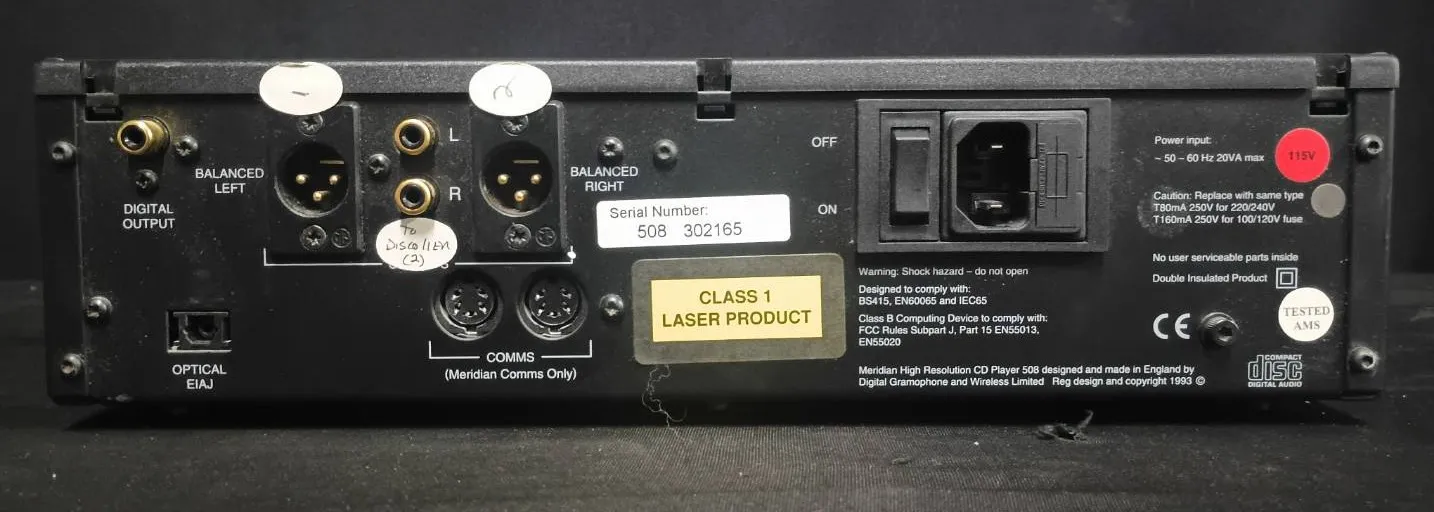 1
2
L
R
BALANCED
LEFT
BALANCED
RIGHT
DIGITAL
OUTPUT
TO
(2)
OPTICAL
EIAJ
COMMS
(Meridian Comms Only)
Serial Number:
508 302165
CLASS 1
LASER PRODUCT
OFF
ON
Warning: Shock hazard – do not open
Designed to comply with:
BS415, EN60065 and IEC65
Class B Computing Device to comply with:
FCC Rules Subpart J, Part 15 EN55013,
EN55020
Meridian High Resolution CD Player 508 designed and made in England by
Digital Gramophone and Wireless Limited Reg design and copyright 1993 ©
Power input:
~ 50 – 60 Hz 20VA max
115V
Caution: Replace with same type
T80mA 250V for 220/240V
T160mA 250V for 100/120V fuse
No user serviceable parts inside
Double Insulated Product
TESTED
AMS
CE
COMPACT
disc
DIGITAL AUDIO